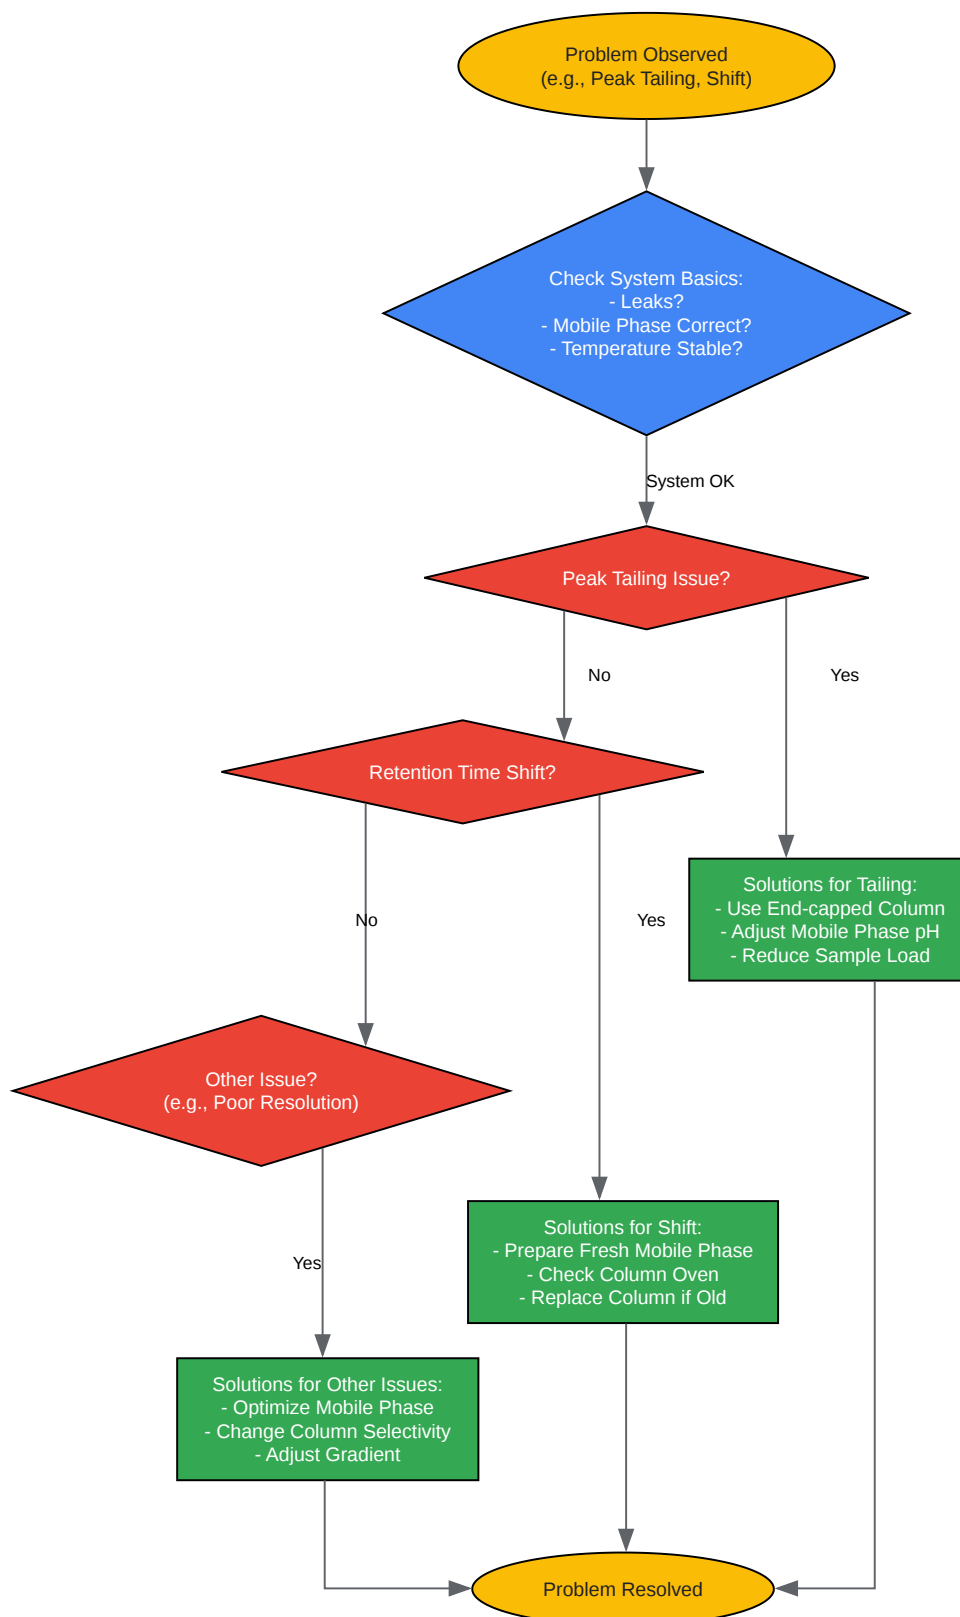 Problem Observed
(e.g., Peak Tailing, Shift)
Check System Basics:
- Leaks?
- Mobile Phase Correct?
- Temperature Stable?
System OK
Peak Tailing Issue?
No
Yes
Retention Time Shift?
Solutions for Tailing:
- Use End-capped Column
- Adjust Mobile Phase pH
- Reduce Sample Load
No
Yes
Other Issue?
(e.g., Poor Resolution)
Solutions for Shift:
- Prepare Fresh Mobile Phase
- Check Column Oven
- Replace Column if Old
Yes
Solutions for Other Issues:
- Optimize Mobile Phase
- Change Column Selectivity
- Adjust Gradient
Problem Resolved